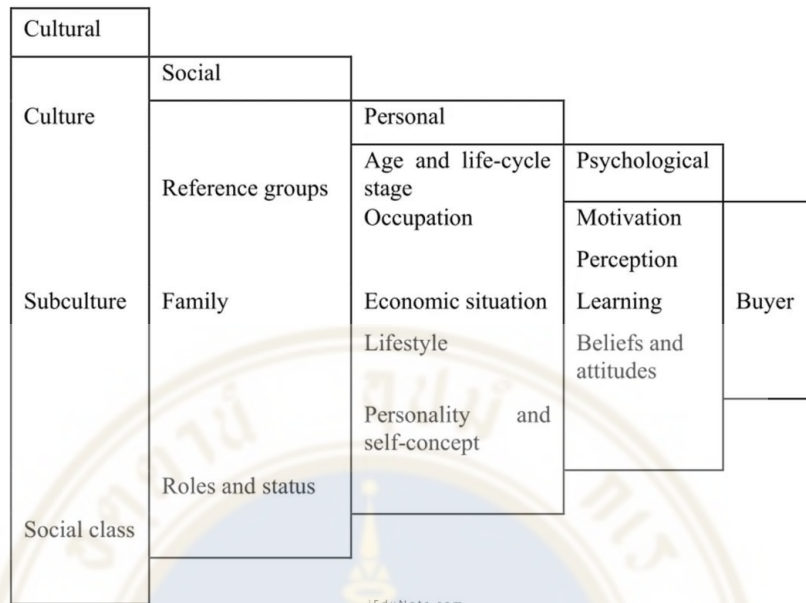 Cultural
Culture
Subculture
Social class
Social
Reference groups
Family
Roles and status
Personal
Age and life-cycle
stage
Occupation
Economic situation
Lifestyle
Personality and
self-concept
Psychological
Motivation
Perception
Learning
Beliefs and
attitudes
Buyer